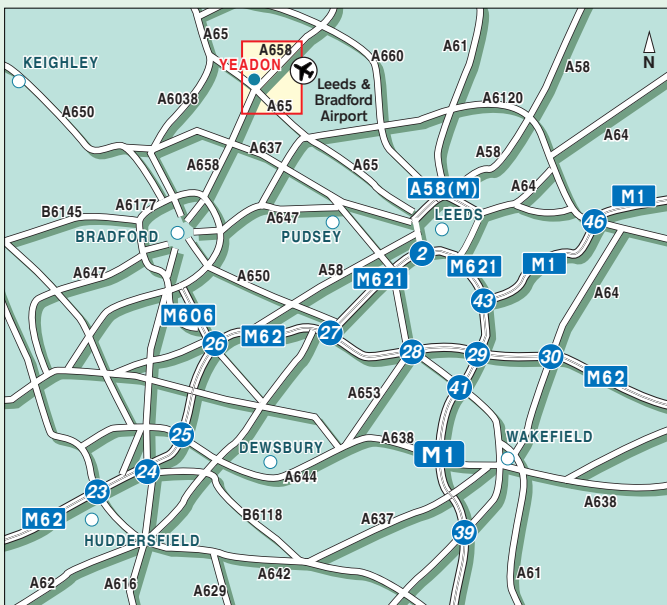 A65
A658
A660
A61
A58
N
KEIGHLEY
YEADON
Leeds &
Bradford
Airport
A650
A6038
A65
A6120
A64
A658
A637
A65
A58
A64
A58(M)
M1
B6145
A6177
A647
PUDSEY
LEEDS
46
BRADFORD
2
M621
M1
A647
A650
A58
M621
43
A64
M606
26
M62
27
28
29
30
M62
A653
41
25
DEWSBURY
A638
M1
WAKEFIELD
24
A644
23
M62
B6118
A637
A638
39
HUDDERSFIELD
A62
A616
A629
A642
A61